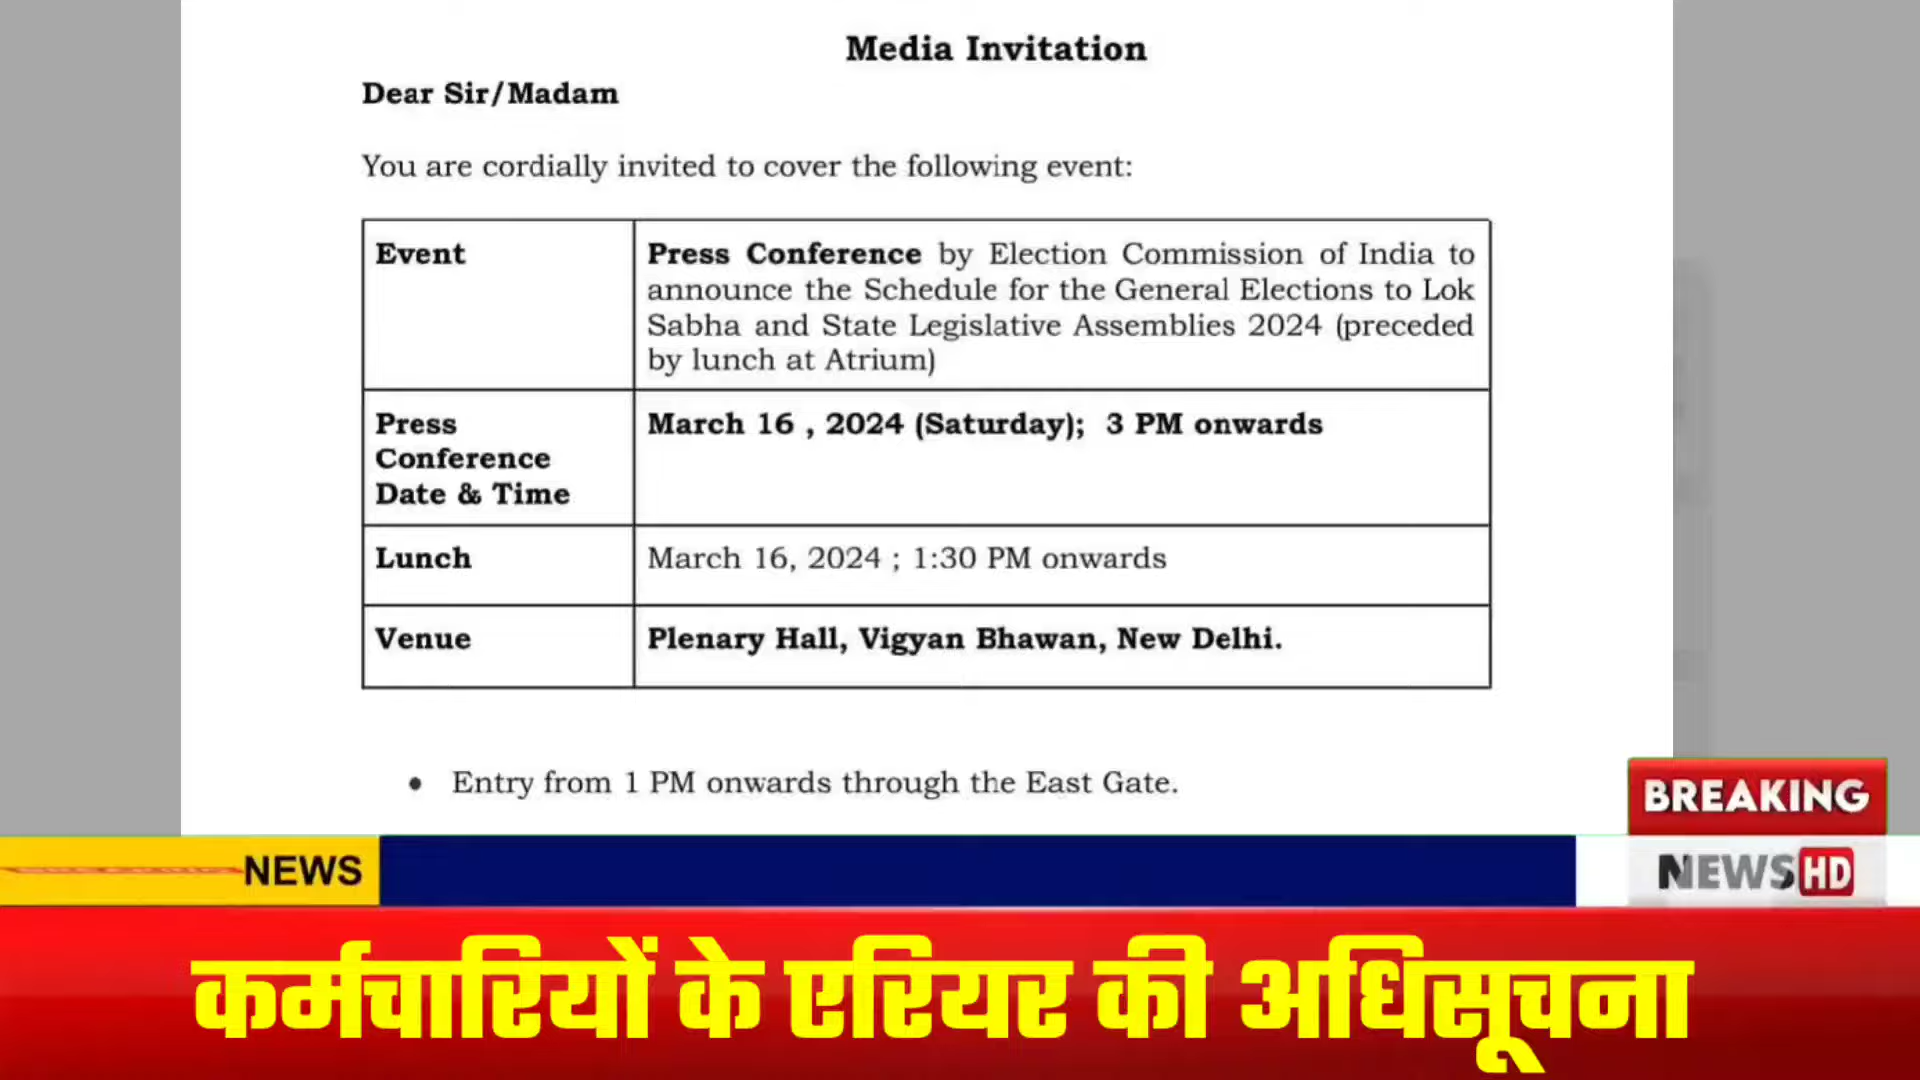 Media Invitation
Dear Sir/Madam
You are cordially invited to cover the following event:
Event
Press Conference by Election Commission of India to
announce the Schedule for the General Elections to Lok
Sabha and State Legislative Assemblies 2024 (preceded
by lunch at Atrium)
Press
Conference
Date & Time
March 16 , 2024 (Saturday);  3 PM onwards
Lunch
March 16, 2024 ; 1:30 PM onwards
Venue
Plenary Hall, Vigyan Bhawan, New Delhi.
• Entry from 1 PM onwards through the East Gate.
BREAKING
NEWS HD
NEWS
कर्मचारियों के एरियर की अधिसूचना